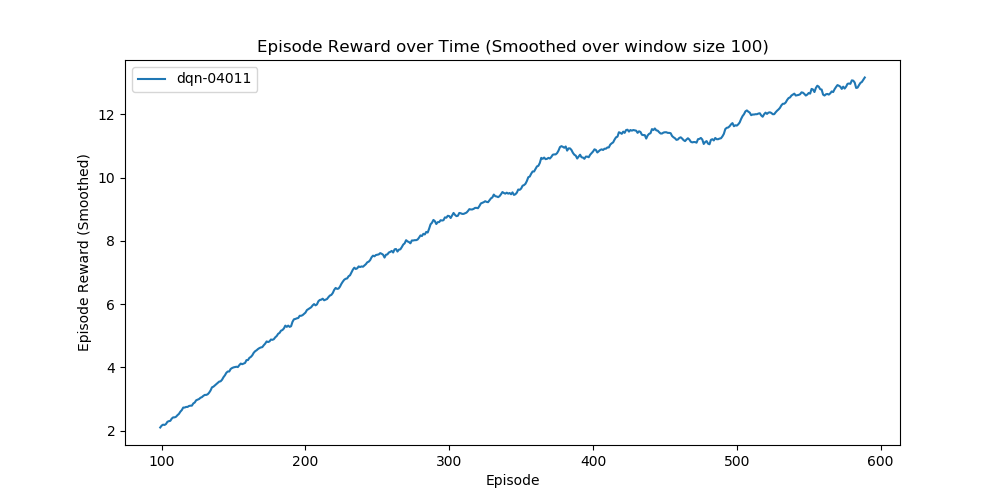 Episode Reward over Time (Smoothed over window size 100)
dqn-04011
Episode Reward (Smoothed)
12
10
8
6
4
2
100 200 300 400 500 600
Episode